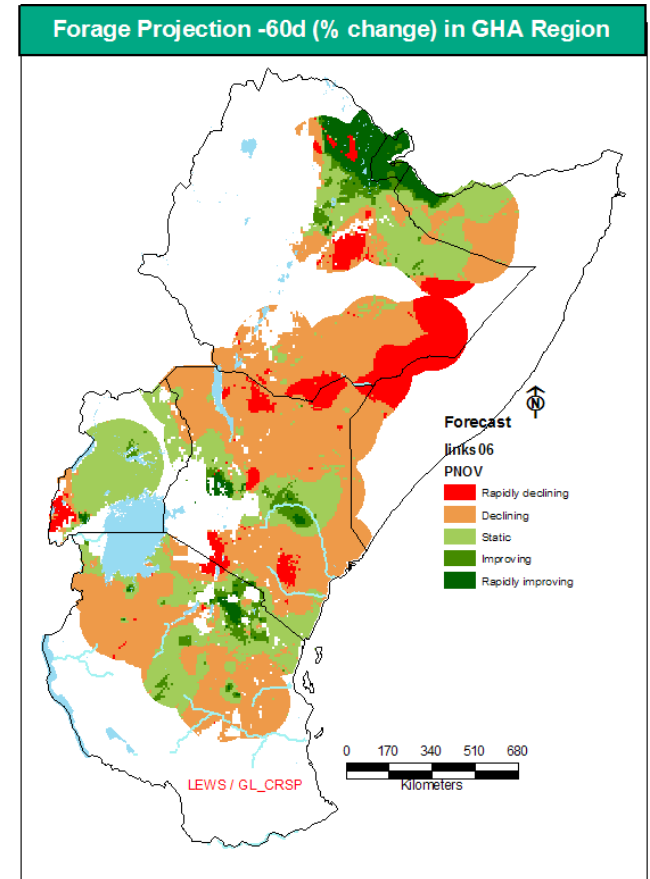 Forage Projection -60d (% change) in GHA Region
N
Forecast
links06
PNOV
Rapidly declining
Declining
Static
Improving
Rapidly improving
0 170 340 510 680
Kilometers
LEWS / GL_CRSP